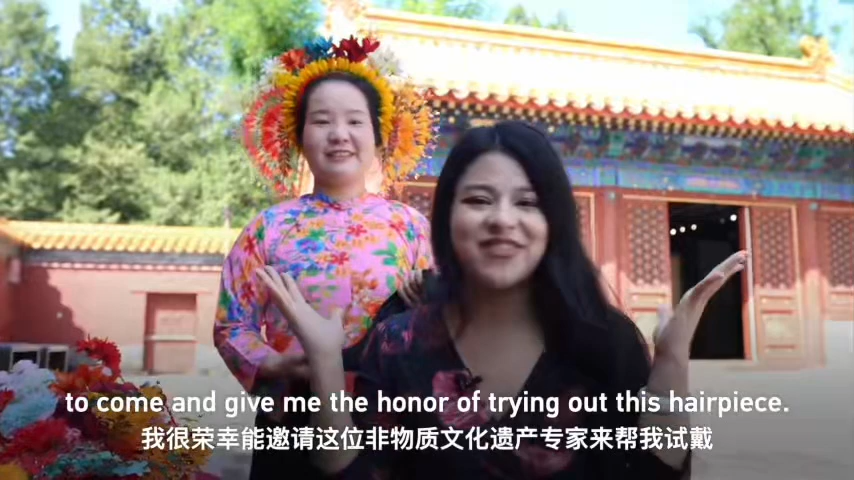 to come and give me the honor of trying out this hairpiece.
我很荣幸能邀请这位非物质文化遗产专家来帮我试戴